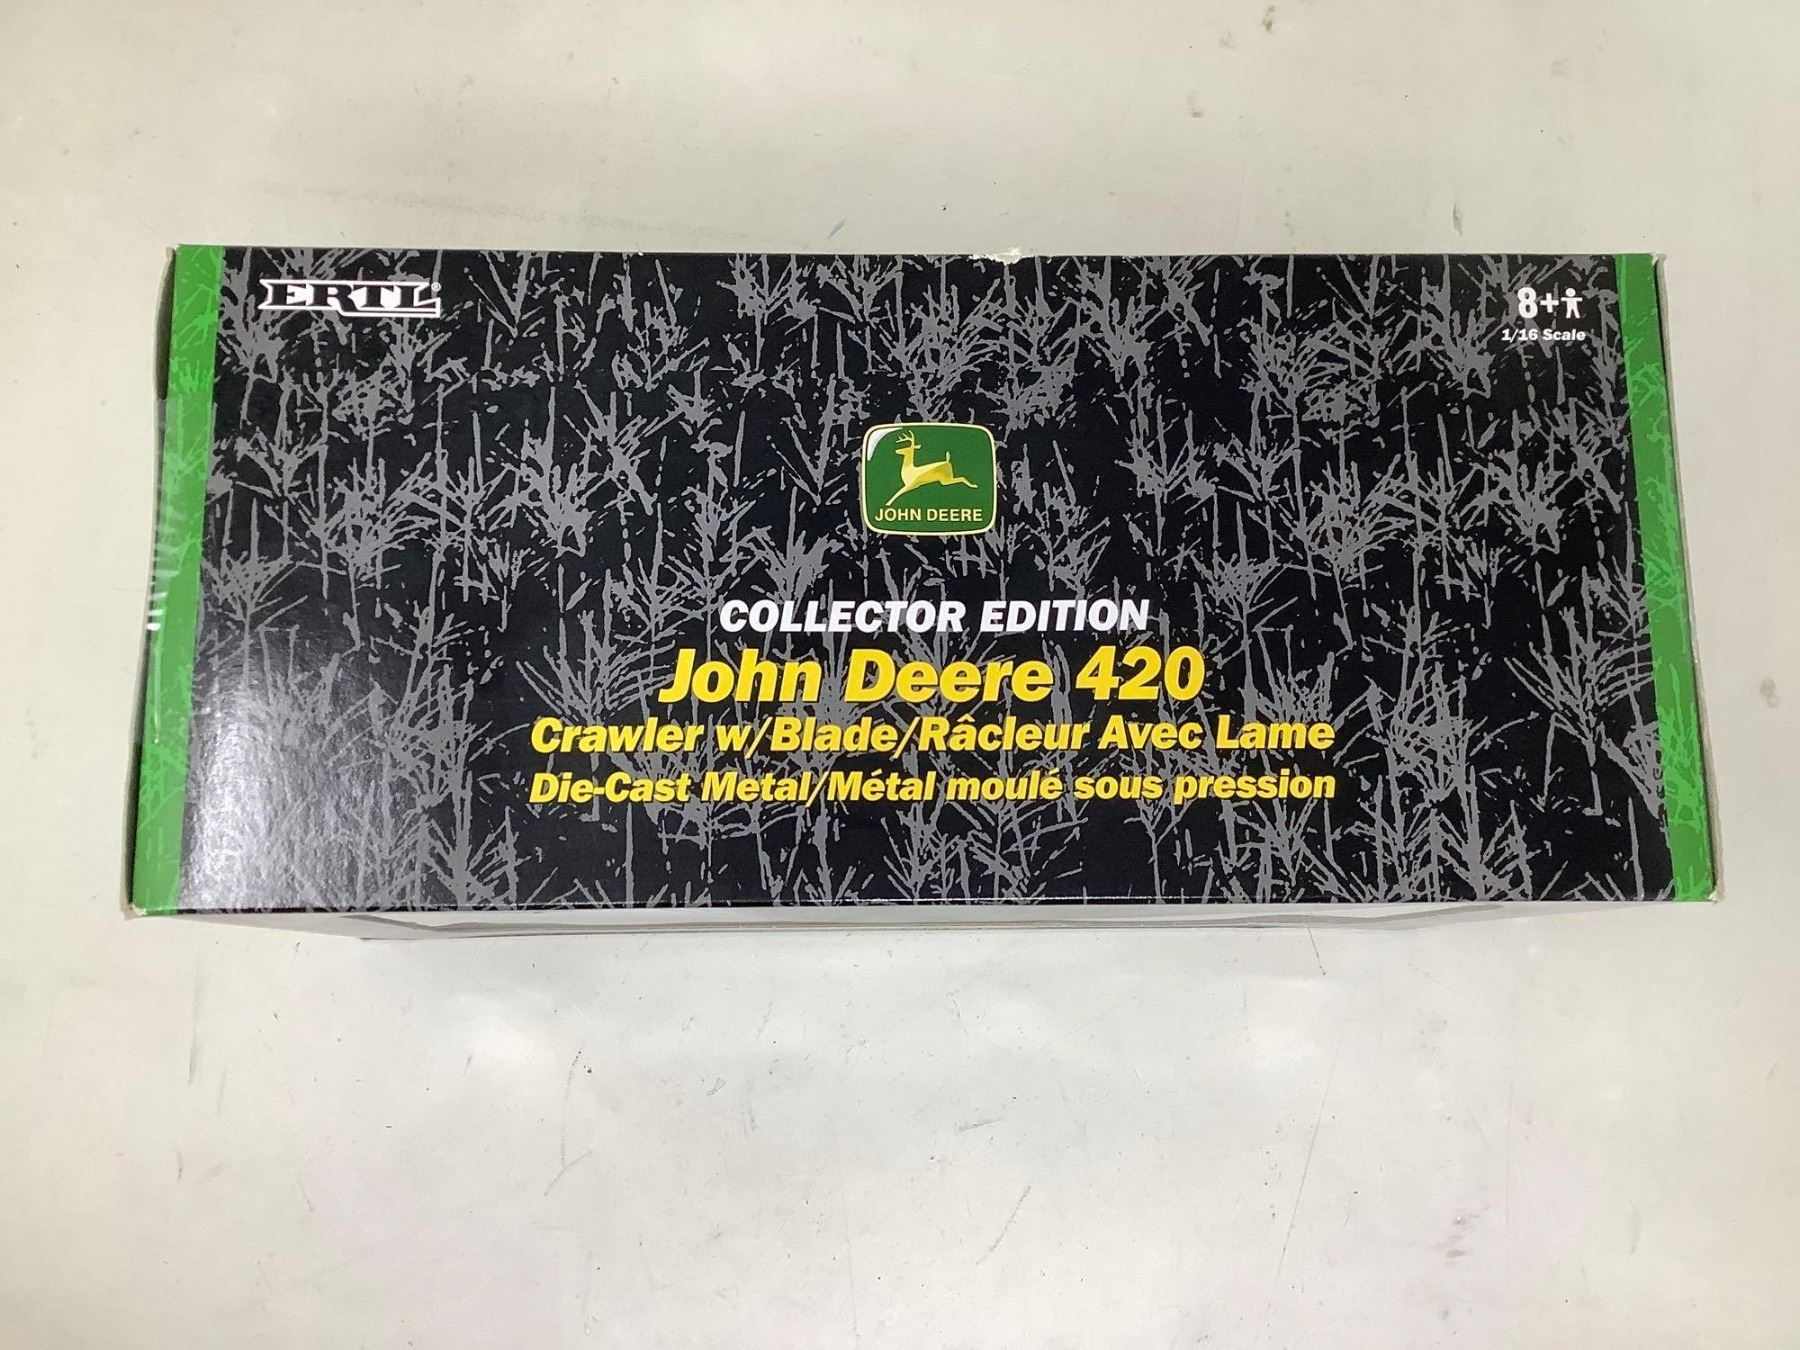 ERTL®
8+
1/16 Scale
JOHN DEERE
COLLECTOR EDITION
John Deere 420
Crawler w/Blade/Râcleur Avec Lame
Die-Cast Metal/Métal moulé sous pression